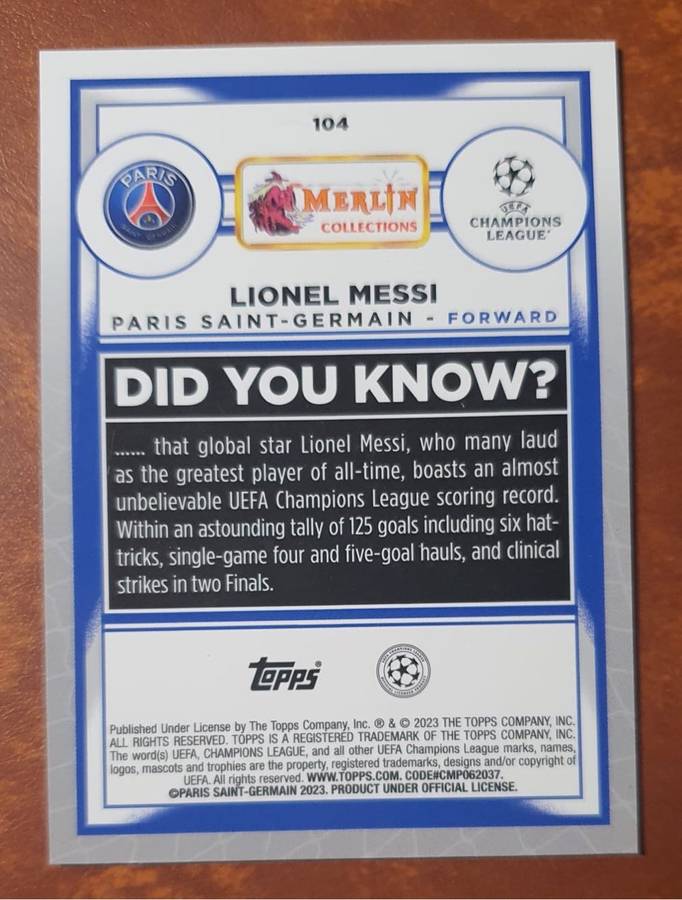 104
PARIS
SAINT-GERMAIN
MERLIN
COLLECTIONS
UEFA
CHAMPIONS
LEAGUE
LIONEL MESSI
PARIS SAINT-GERMAIN - FORWARD
DID YOU KNOW?
...... that global star Lionel Messi, who many laud
as the greatest player of all-time, boasts an almost
unbelievable UEFA Champions League scoring record.
Within an astounding tally of 125 goals including six hat-
tricks, single-game four and five-goal hauls, and clinical
strikes in two Finals.
TOPPS®
Published Under License by The Topps Company, Inc. ® & © 2023 THE TOPPS COMPANY, INC.
ALL RIGHTS RESERVED. TOPPS IS A REGISTERED TRADEMARK OF THE TOPPS COMPANY, INC.
The word(s) UEFA, CHAMPIONS LEAGUE, and all other UEFA Champions League marks, names,
logos, mascots and trophies are the property, registered trademarks, designs and/or copyright of
UEFA. All rights reserved. WWW.TOPPS.COM. CODE#CMP062037.
©PARIS SAINT-GERMAIN 2023. PRODUCT UNDER OFFICIAL LICENSE.